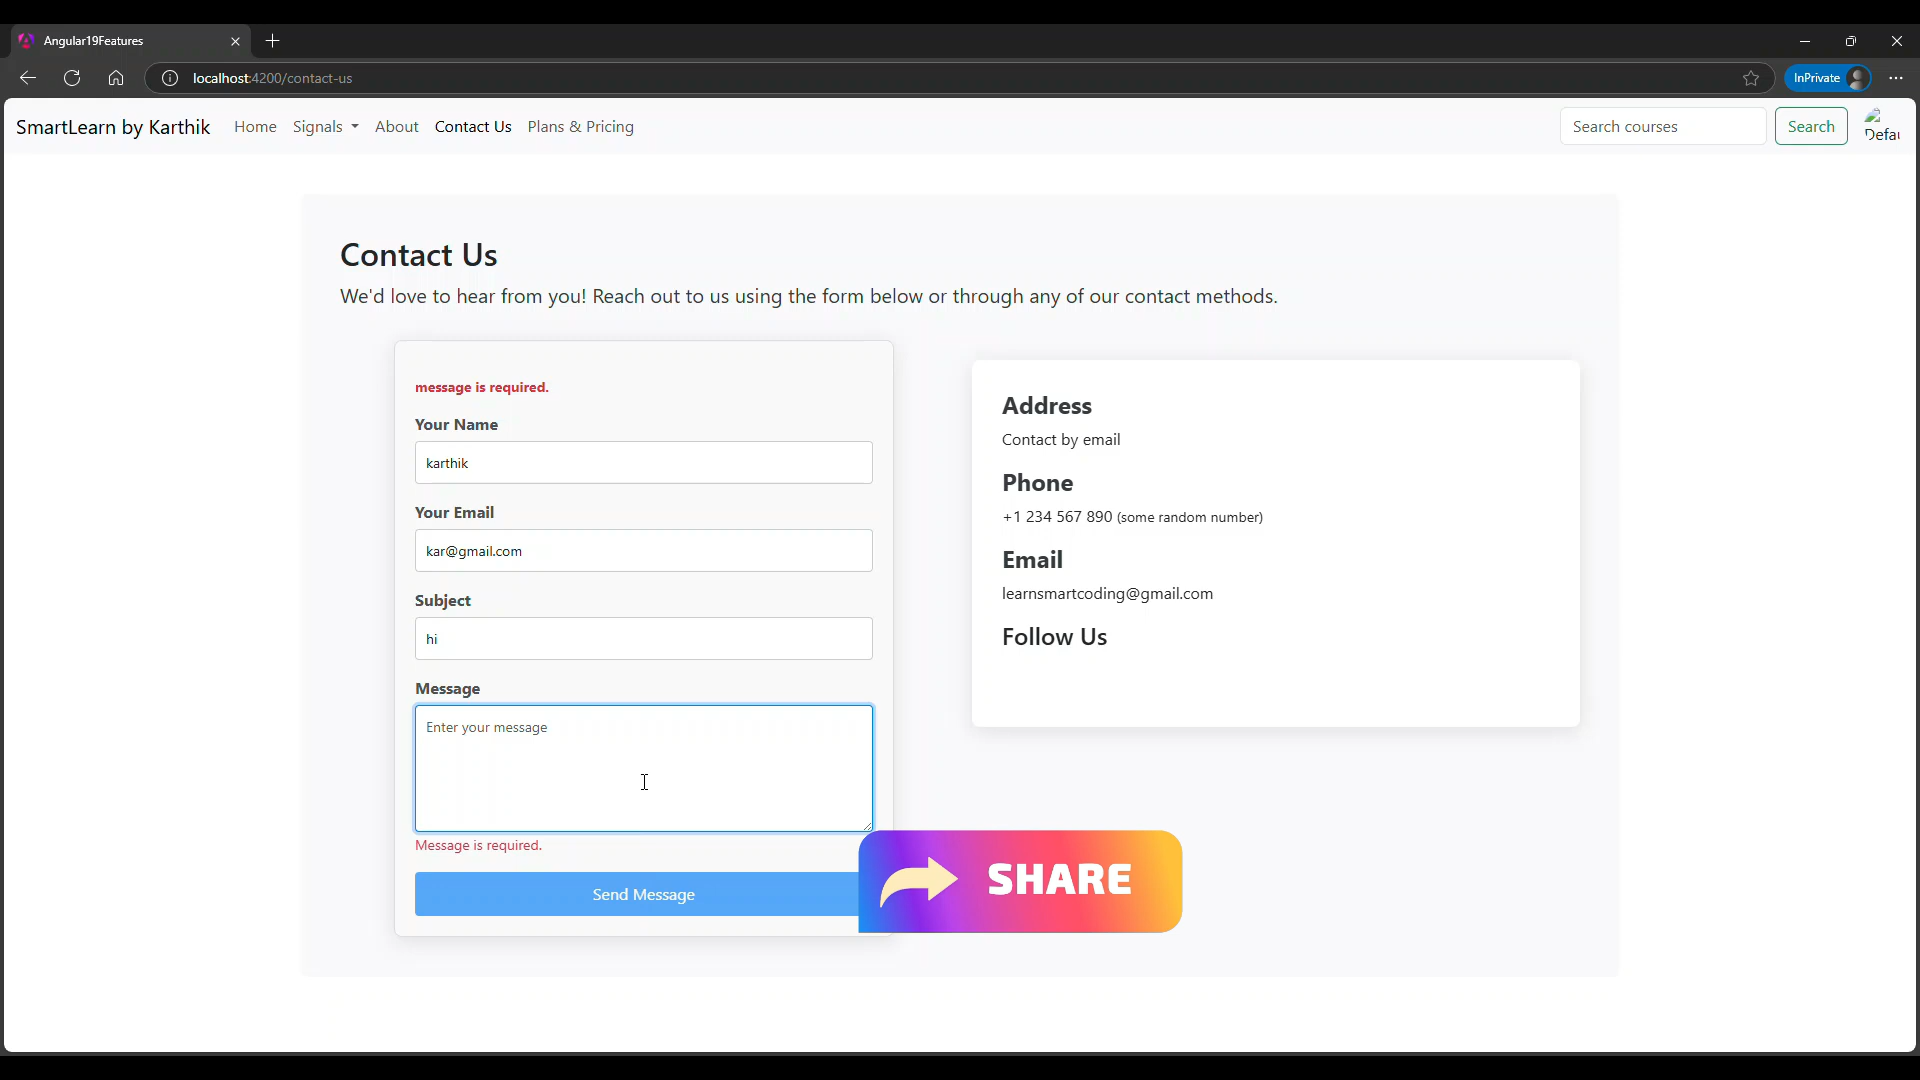 Angular19Features
localhost:4200/contact-us
InPrivate
SmartLearn by Karthik Home Signals About Contact Us Plans & Pricing Search courses Search Defau
Contact Us
We'd love to hear from you! Reach out to us using the form below or through any of our contact methods.
message is required.
Your Name
karthik
Your Email
kar@gmail.com
Subject
hi
Message
Enter your message
Message is required.
Send Message
Address
Contact by email
Phone
+1 234 567 890 (some random number)
Email
learnsmartcoding@gmail.com
Follow Us
SHARE